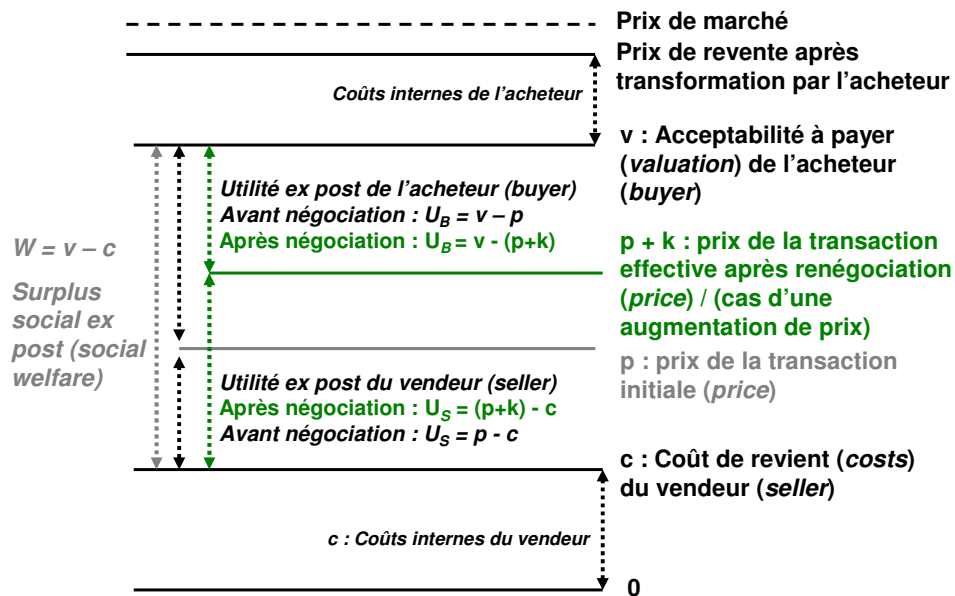 Prix de marché
Prix de revente après
transformation par l'acheteur
Coûts internes de l'acheteur
v : Acceptabilité à payer
(valuation) de l'acheteur
(buyer)
Utilité ex post de l'acheteur (buyer)
Avant négociation : U_B = v – p
Après négociation : U_B = v - (p+k)
W = v – c
Surplus
social ex
post (social
welfare)
p + k : prix de la transaction
effective après renégociation
(price) / (cas d'une
augmentation de prix)
p : prix de la transaction
initiale (price)
Utilité ex post du vendeur (seller)
Après négociation : U_S = (p+k) - c
Avant négociation : U_S = p - c
c : Coût de revient (costs)
du vendeur (seller)
c : Coûts internes du vendeur
0